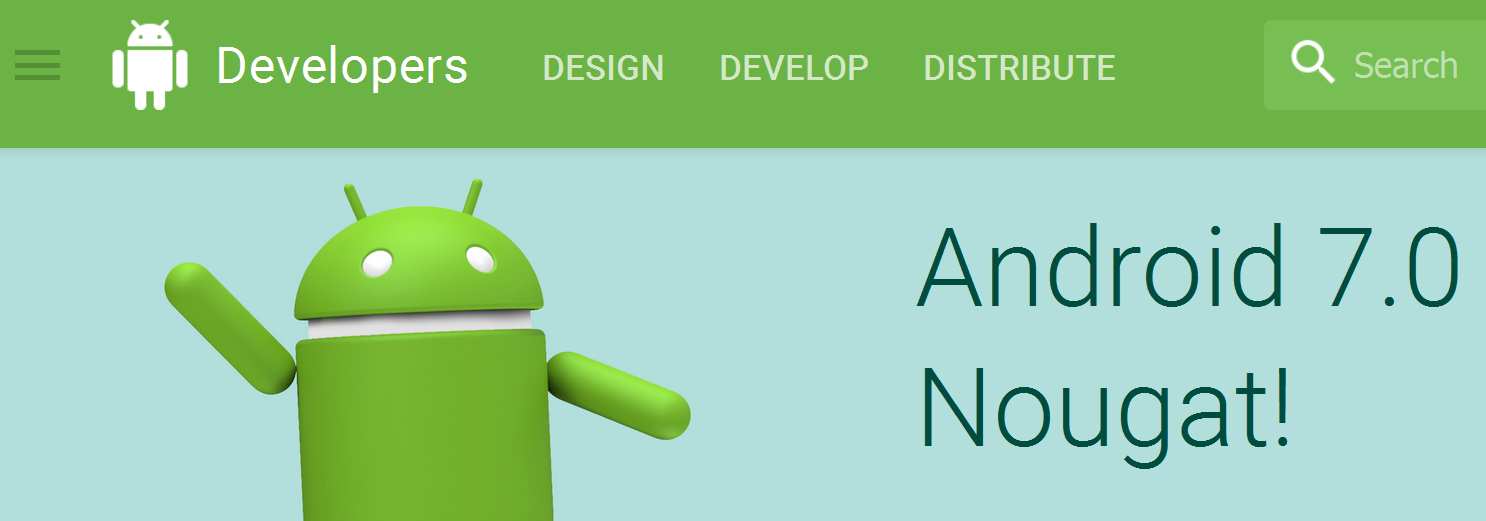 Developers DESIGN DEVELOP DISTRIBUTE Search
Android 7.0
Nougat!